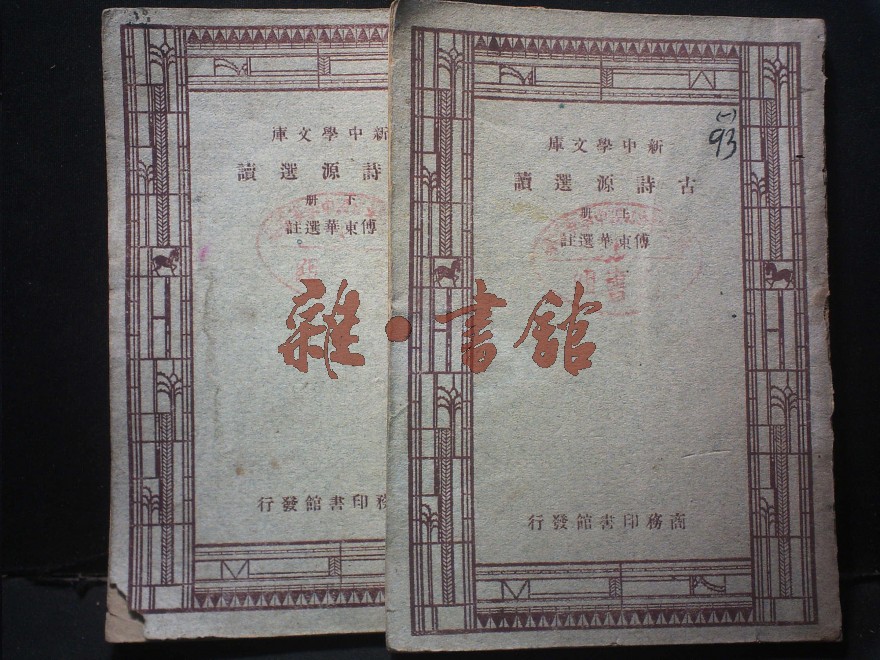 新中學文庫
古詩源選讀
上册
傅東華選註
商務印書館發行
(一)
93
新中學文庫
詩源選讀
下册
傅東華選註
務印書館發行
雜·書館